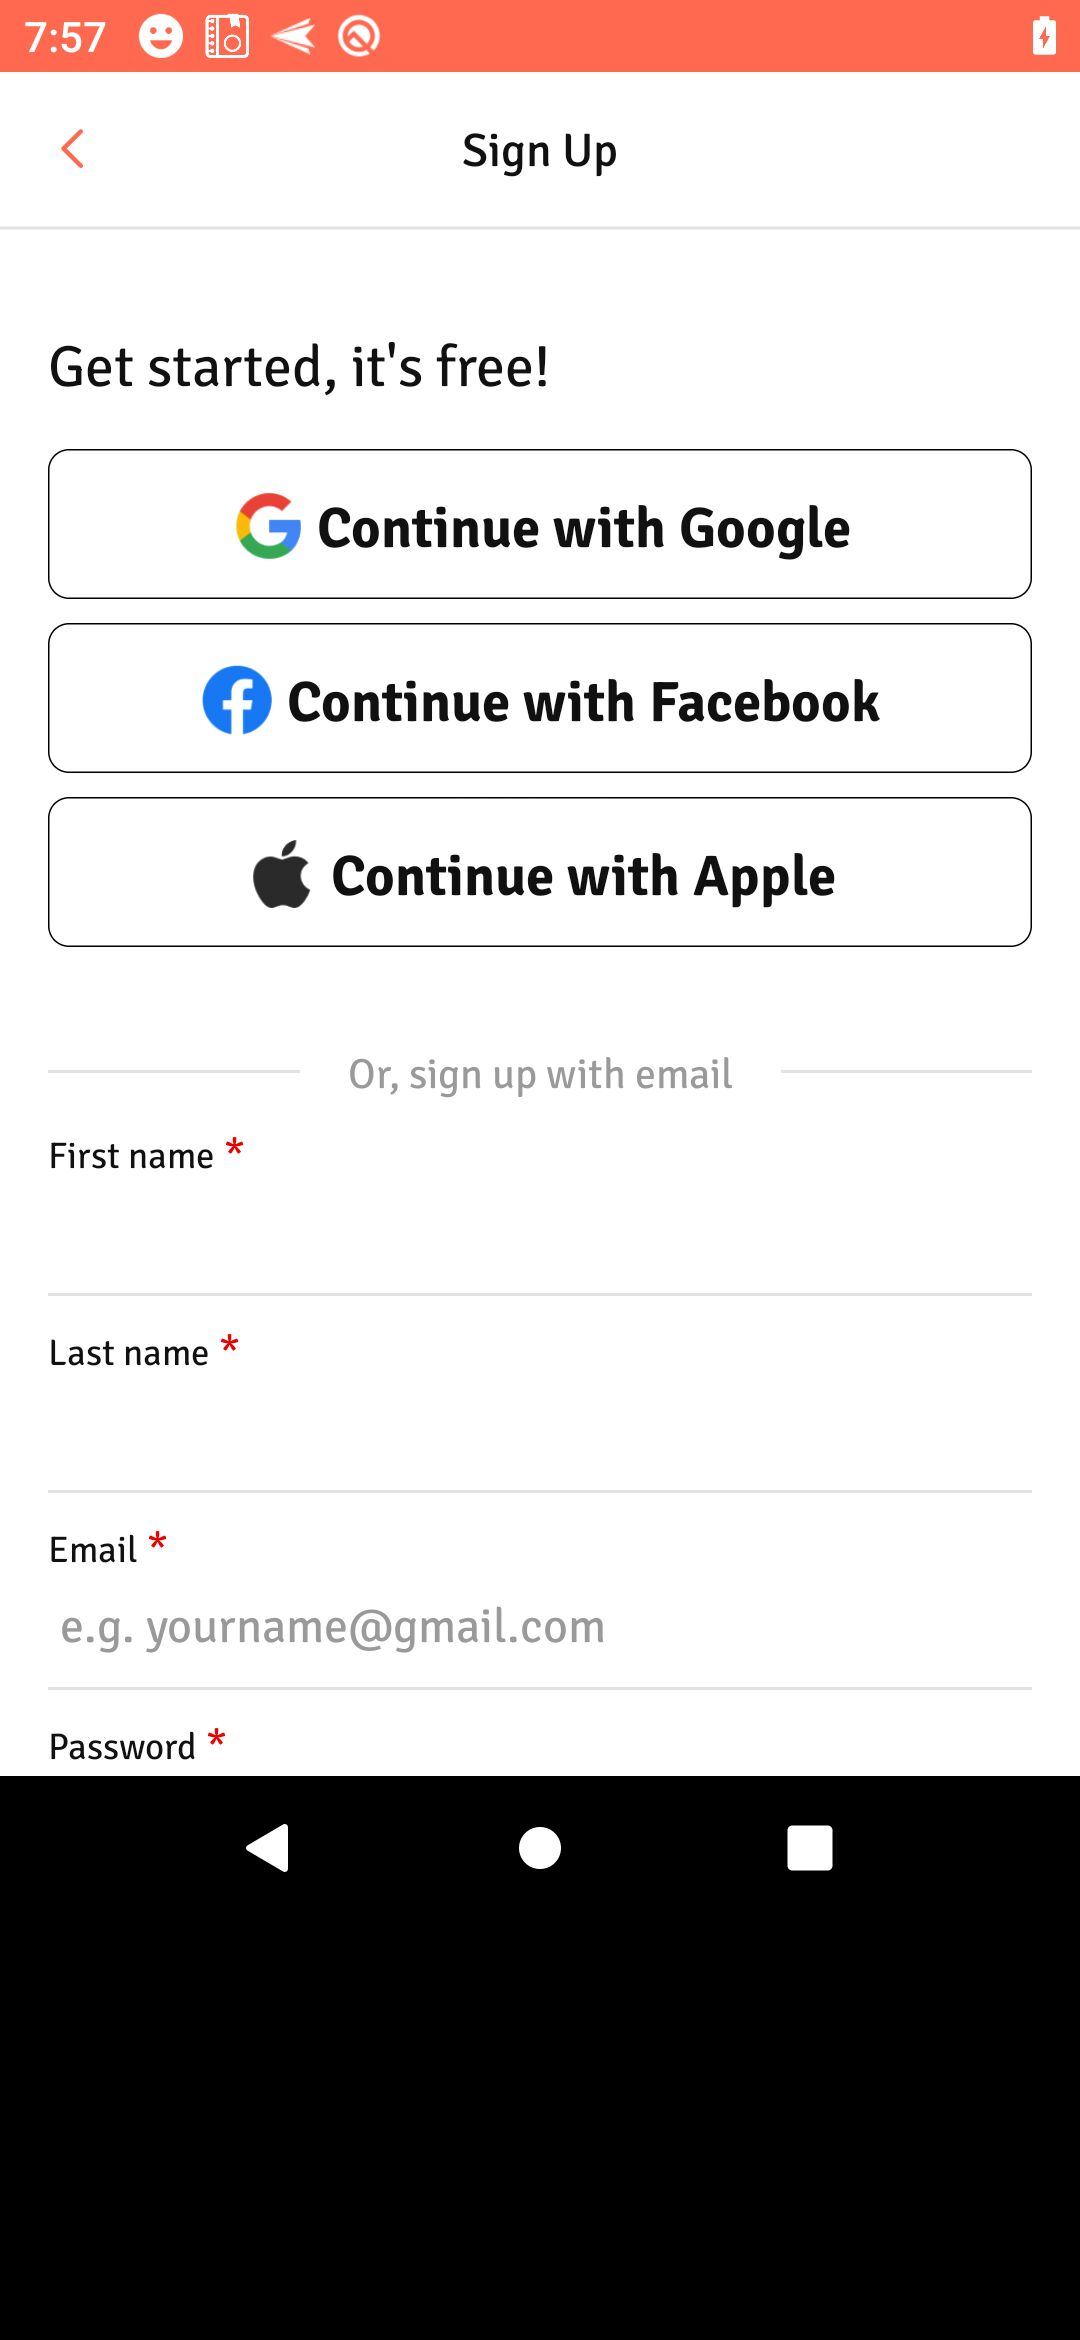 7:57
Sign Up
Get started, it's free!
Continue with Google
Continue with Facebook
Continue with Apple
Or, sign up with email
First name *
Last name *
Email *
e.g. yourname@gmail.com
Password *